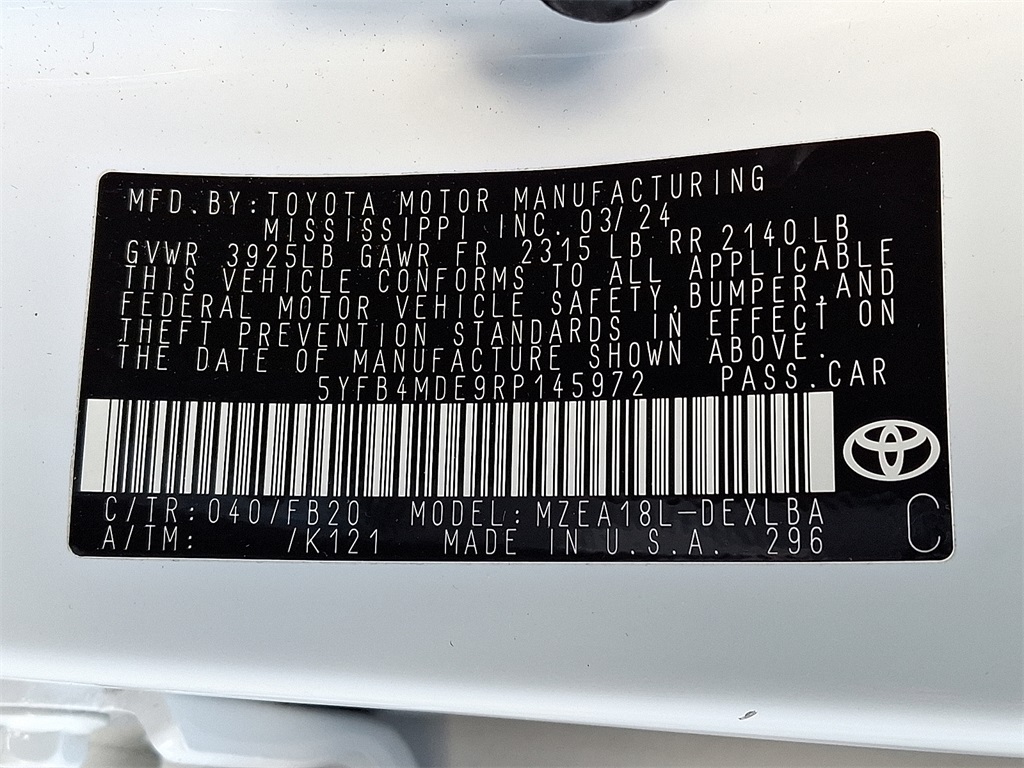 MFD.BY:TOYOTA MOTOR MANUFACTURING
MISSISSIPPI INC. 03/24
GVWR 3925LB GAWR FR 2315 LB RR 2140 LB
THIS VEHICLE CONFORMS TO ALL APPLICABLE
FEDERAL MOTOR VEHICLE SAFETY,BUMPER,AND
THEFT PREVENTION STANDARDS IN EFFECT ON
THE DATE OF MANUFACTURE SHOWN ABOVE.
5YFB4MDE9RP145972 PASS.CAR
C/TR:040/FB20 MODEL:MZEA18L-DEXLBA
A/TM: /K121 MADE IN U.S.A. 296
C